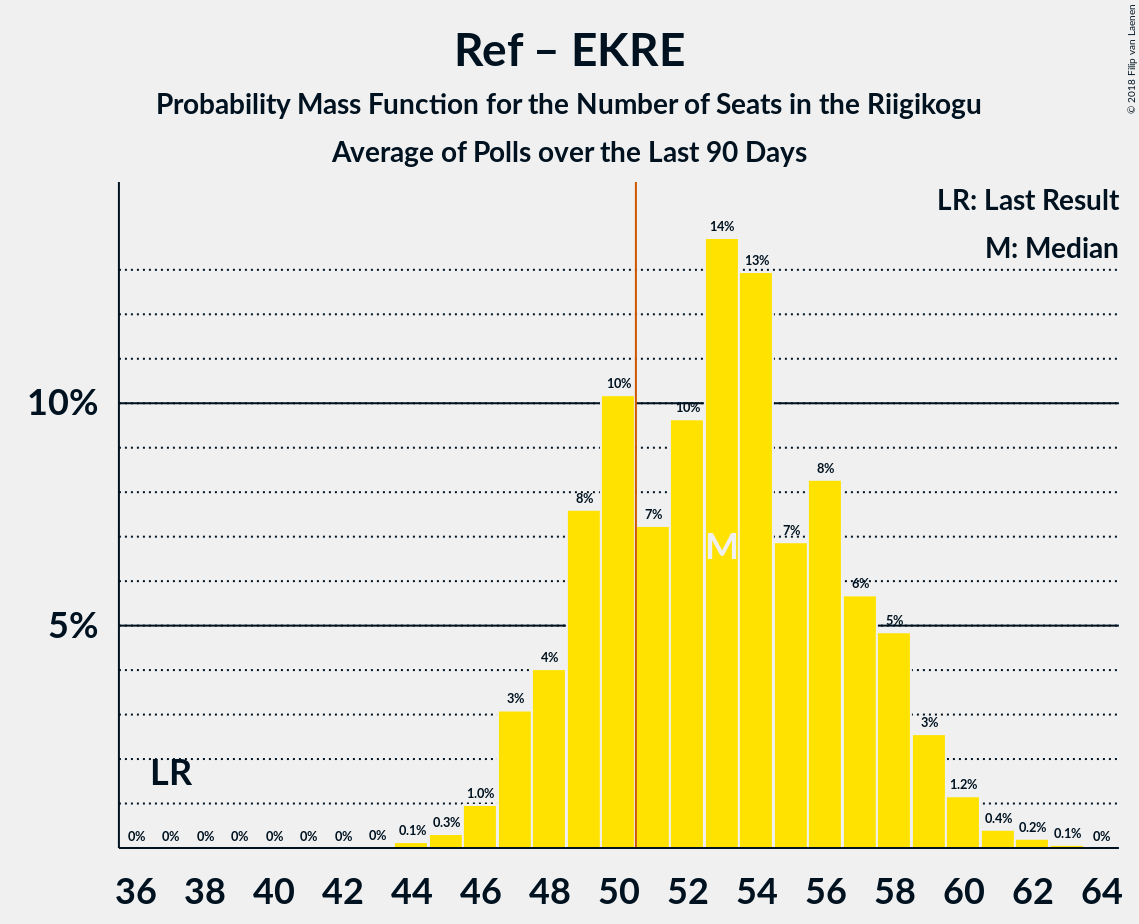 Ref – EKRE
Probability Mass Function for the Number of Seats in the Riigikogu
Average of Polls over the Last 90 Days
© 2018 Filip van Laenen
LR: Last Result
M: Median
10%
5%
LR
M
0% 0% 0% 0% 0% 0% 0% 0% 0.1% 0.3% 1.0% 3% 4% 8% 10% 7% 10% 14% 13% 7% 8% 6% 5% 3% 1.2% 0.4% 0.2% 0.1% 0%
36 38 40 42 44 46 48 50 52 54 56 58 60 62 64